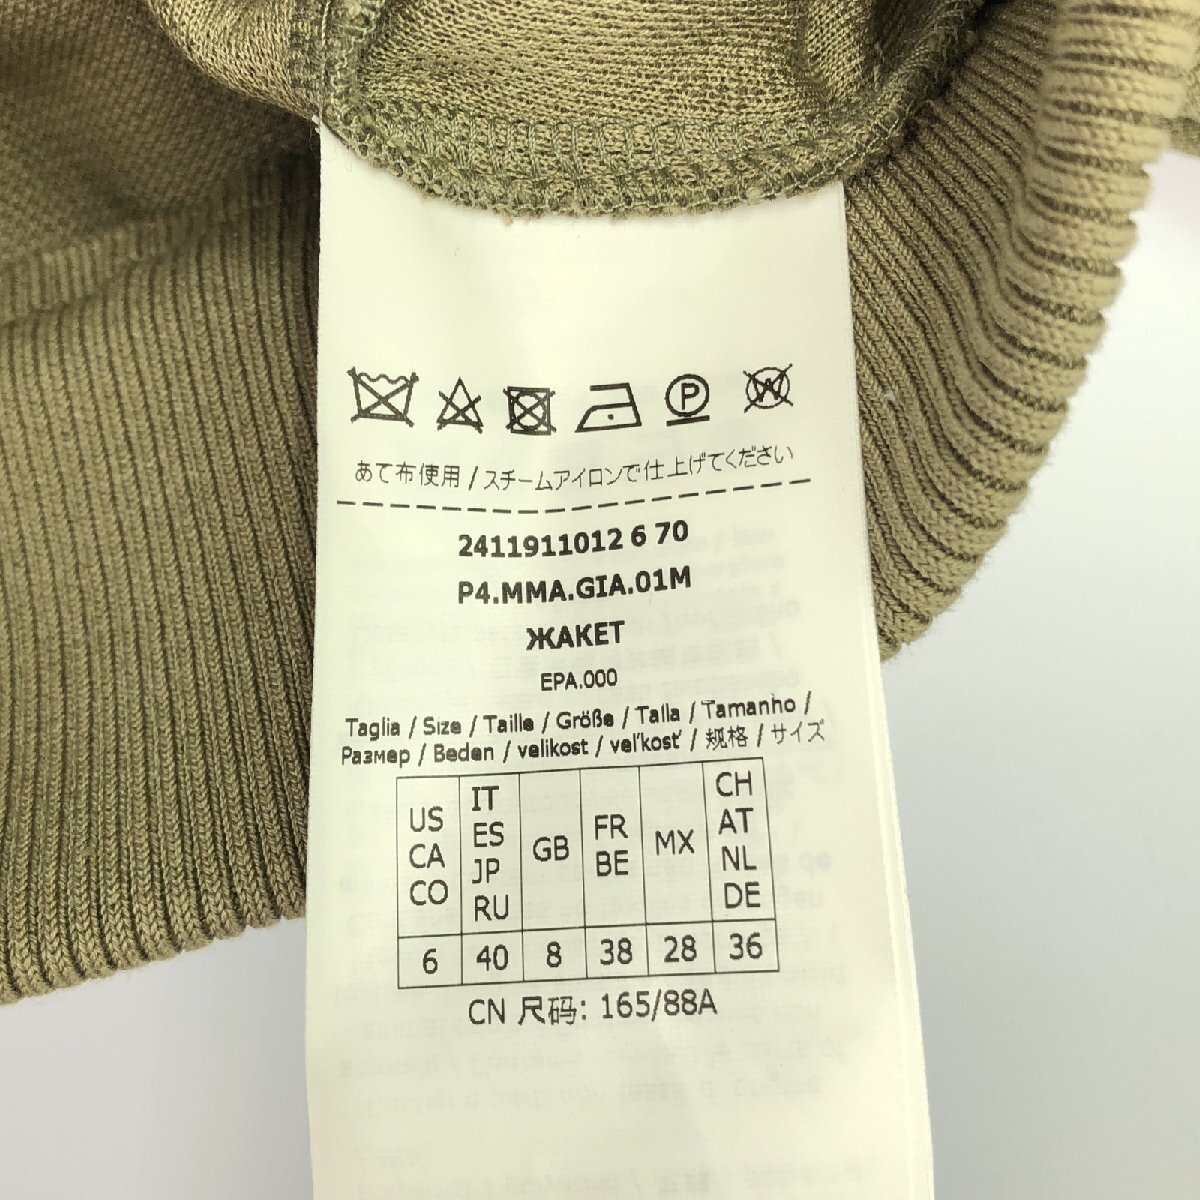 P
W
あて布使用 / スチームアイロンで仕上げてください
2411911012 6 70
P4.MMA.GIA.01M
ЖАКЕТ
EPA.000
Taglia / Size / Taille / Größe / Talla / Tamanho /
Размер / Beden / velikost / veľkosť / 规格 / サイズ
US CA CO
IT ES JP RU
GB
FR BE
MX
CH AT NL DE
6 40 8 38 28 36
CN 尺码: 165/88A